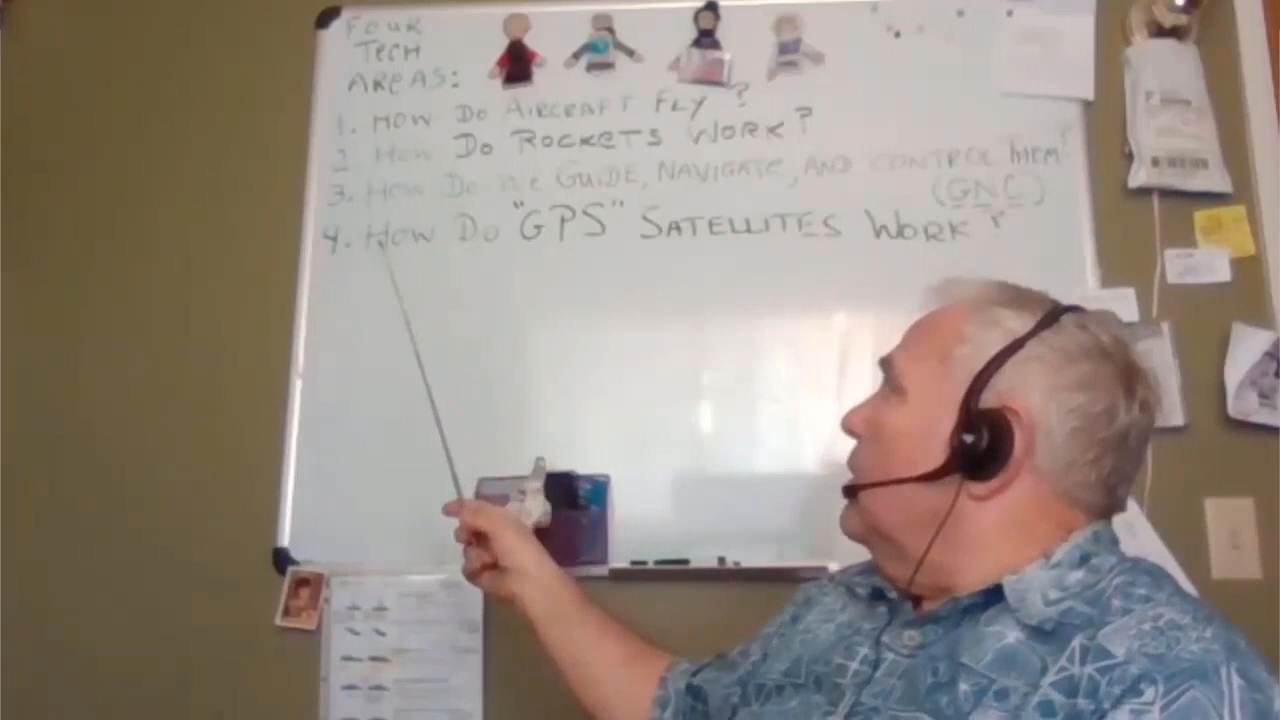 FOUR
TECH
AREAS:
1. HOW DO AIRCRAFT FLY?
2 HOW DO ROCKETS WORK?
3. HOW DO WE GUIDE, NAVIGATE, AND CONTROL THEM?
(GNC)
4. HOW DO "GPS" SATELLITES WORK?